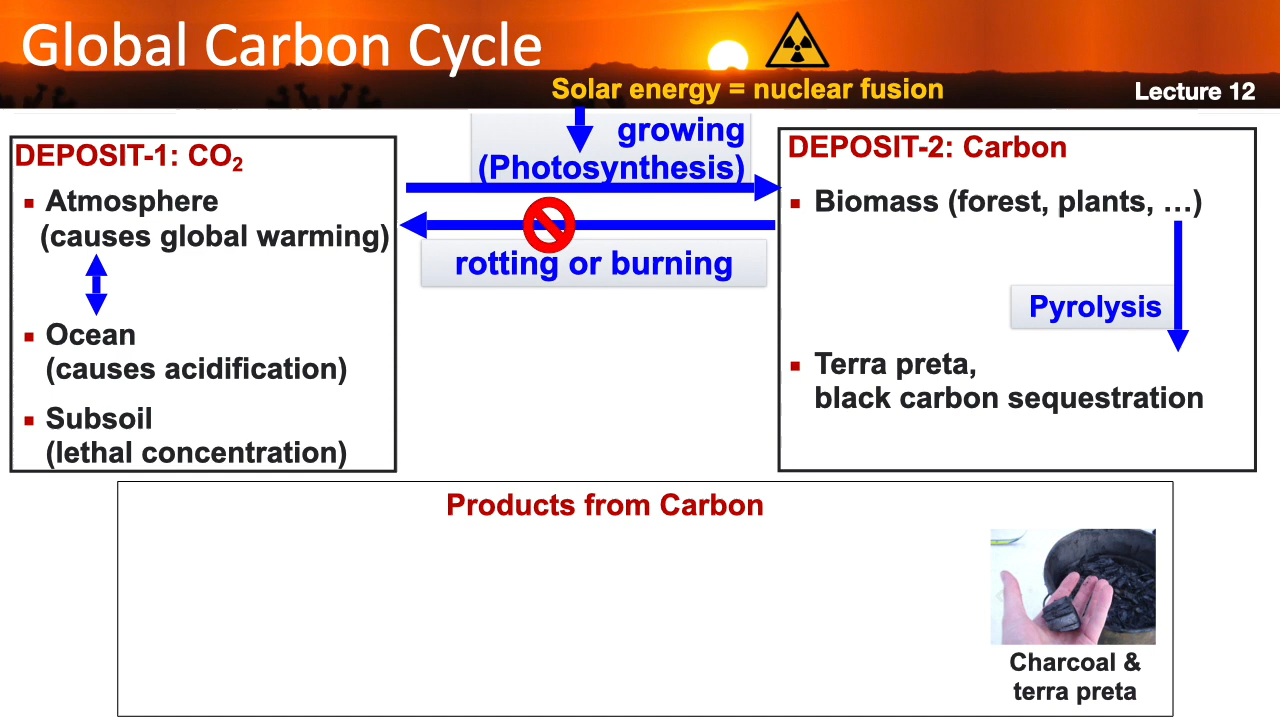 Global Carbon Cycle
Solar energy = nuclear fusion
Lecture 12
growing
(Photosynthesis)
rotting or burning
DEPOSIT-1: CO₂
▪ Atmosphere
(causes global warming)
▪ Ocean
(causes acidification)
▪ Subsoil
(lethal concentration)
DEPOSIT-2: Carbon
▪ Biomass (forest, plants, …)
Pyrolysis
▪ Terra preta,
black carbon sequestration
Products from Carbon
Charcoal &
terra preta